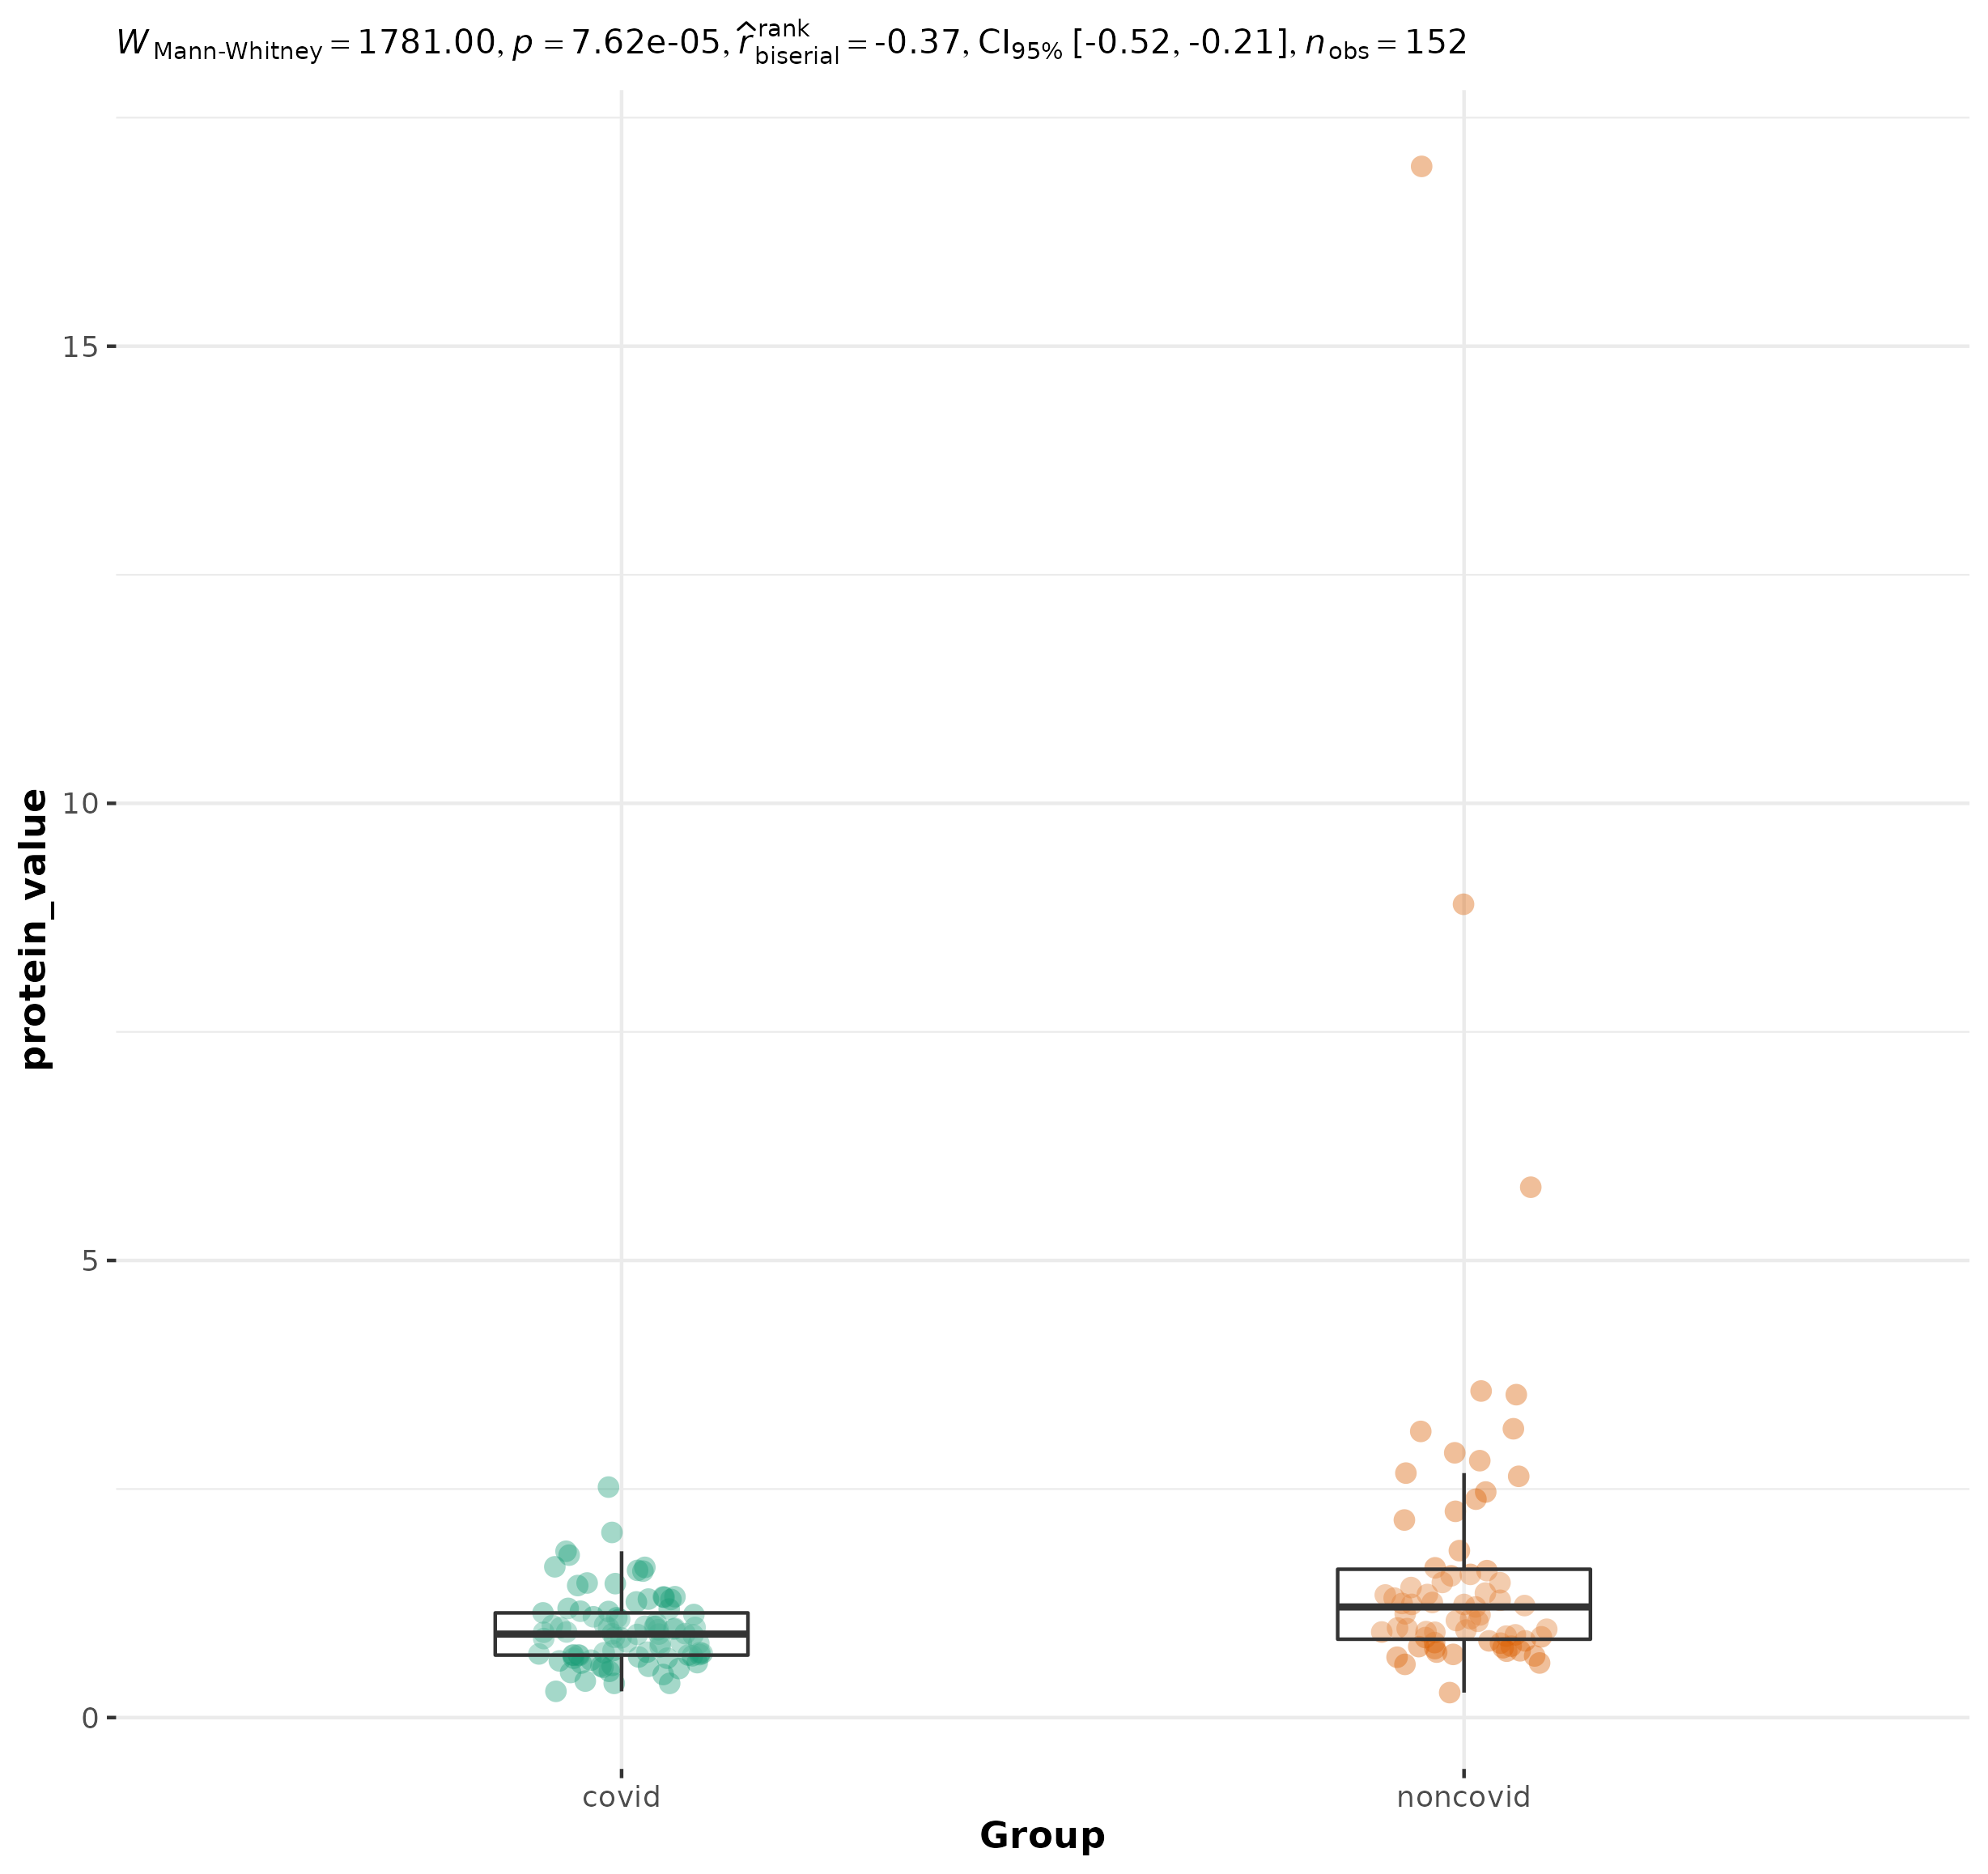 W Mann-Whitney = 1781.00, p = 7.62e-05, r̂ rank biserial = -0.37, CI95% [-0.52, -0.21], n obs = 152
15
10
5
0
protein_value
covid noncovid
Group